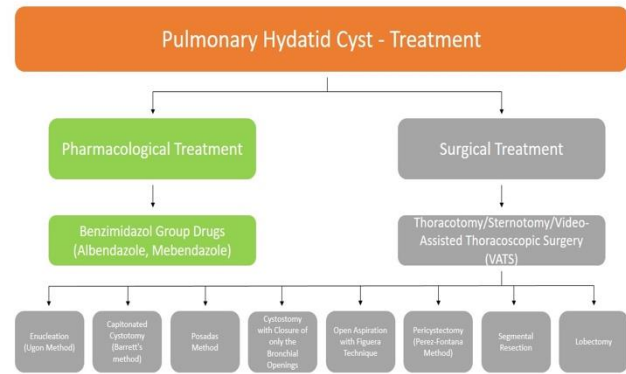 Pulmonary Hydatid Cyst - Treatment
Pharmacological Treatment
Surgical Treatment
Benzimidazol Group Drugs
(Albendazole, Mebendazole)
Thoracotomy/Sternotomy/Video-
Assisted Thoracoscopic Surgery
(VATS)
Enucleation
(Ugon Method)
Capitonated
Cystotomy
(Barrett's
method)
Posadas
Method
Cystostomy
with Closure of
only the
Bronchial
Openings
Open Aspiration
with Figuera
Technique
Pericystectomy
(Perez-Fontana
Method)
Segmental
Resection
Lobectomy